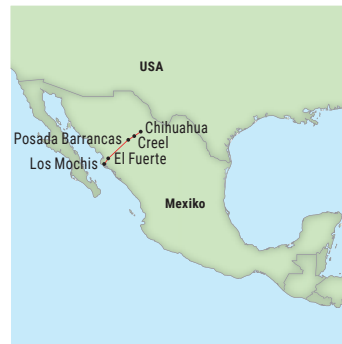 USA
Chihuahua
Posada Barrancas
Creel
El Fuerte
Los Mochis
Mexiko